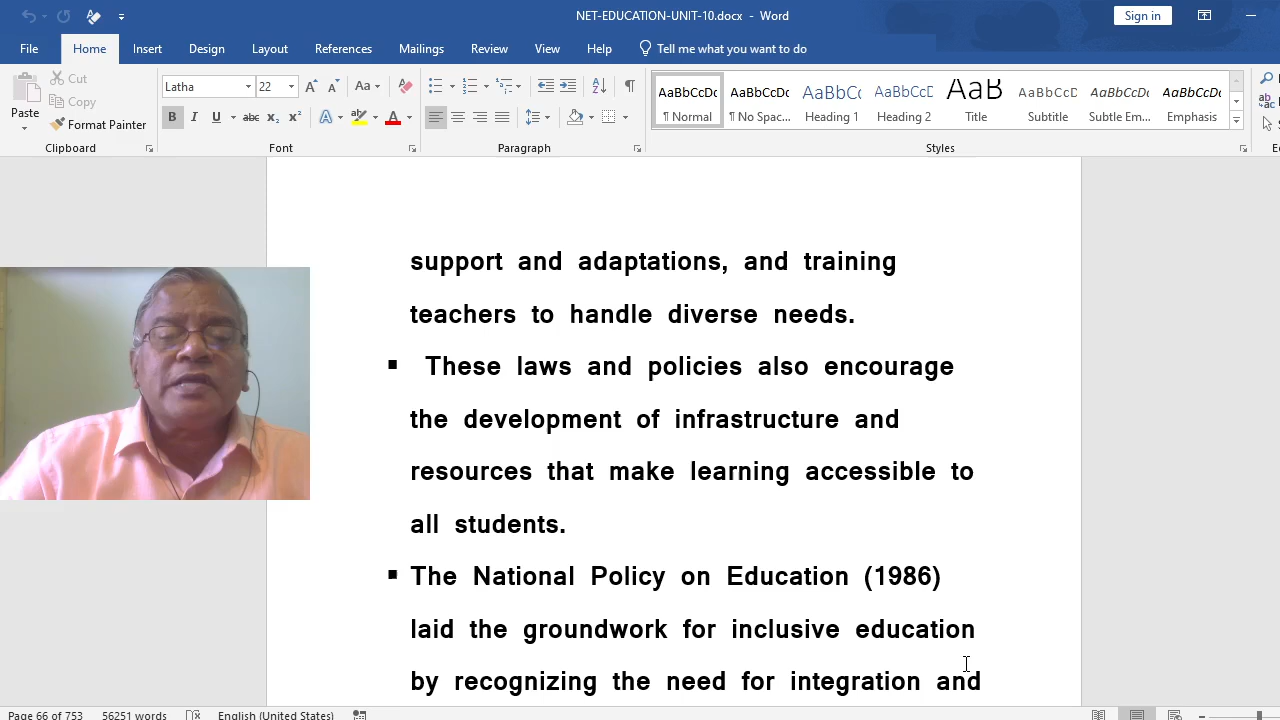 NET-EDUCATION-UNIT-10.docx - Word
Sign in
File Home Insert Design Layout References Mailings Review View Help Tell me what you want to do
Paste
Cut
Copy
Format Painter
Clipboard
Latha 22
Font
Paragraph
AaBbCcDc AaBbCcDc AaBbCc AaBbCcC AaB AaBbCcD AaBbCcDc AaBbCcDc
¶ Normal ¶ No Spac... Heading 1 Heading 2 Title Subtitle Subtle Em... Emphasis
Styles
support and adaptations, and training
teachers to handle diverse needs.
▪ These laws and policies also encourage
the development of infrastructure and
resources that make learning accessible to
all students.
▪ The National Policy on Education (1986)
laid the groundwork for inclusive education
by recognizing the need for integration and
Page 66 of 753 56251 words English (United States)